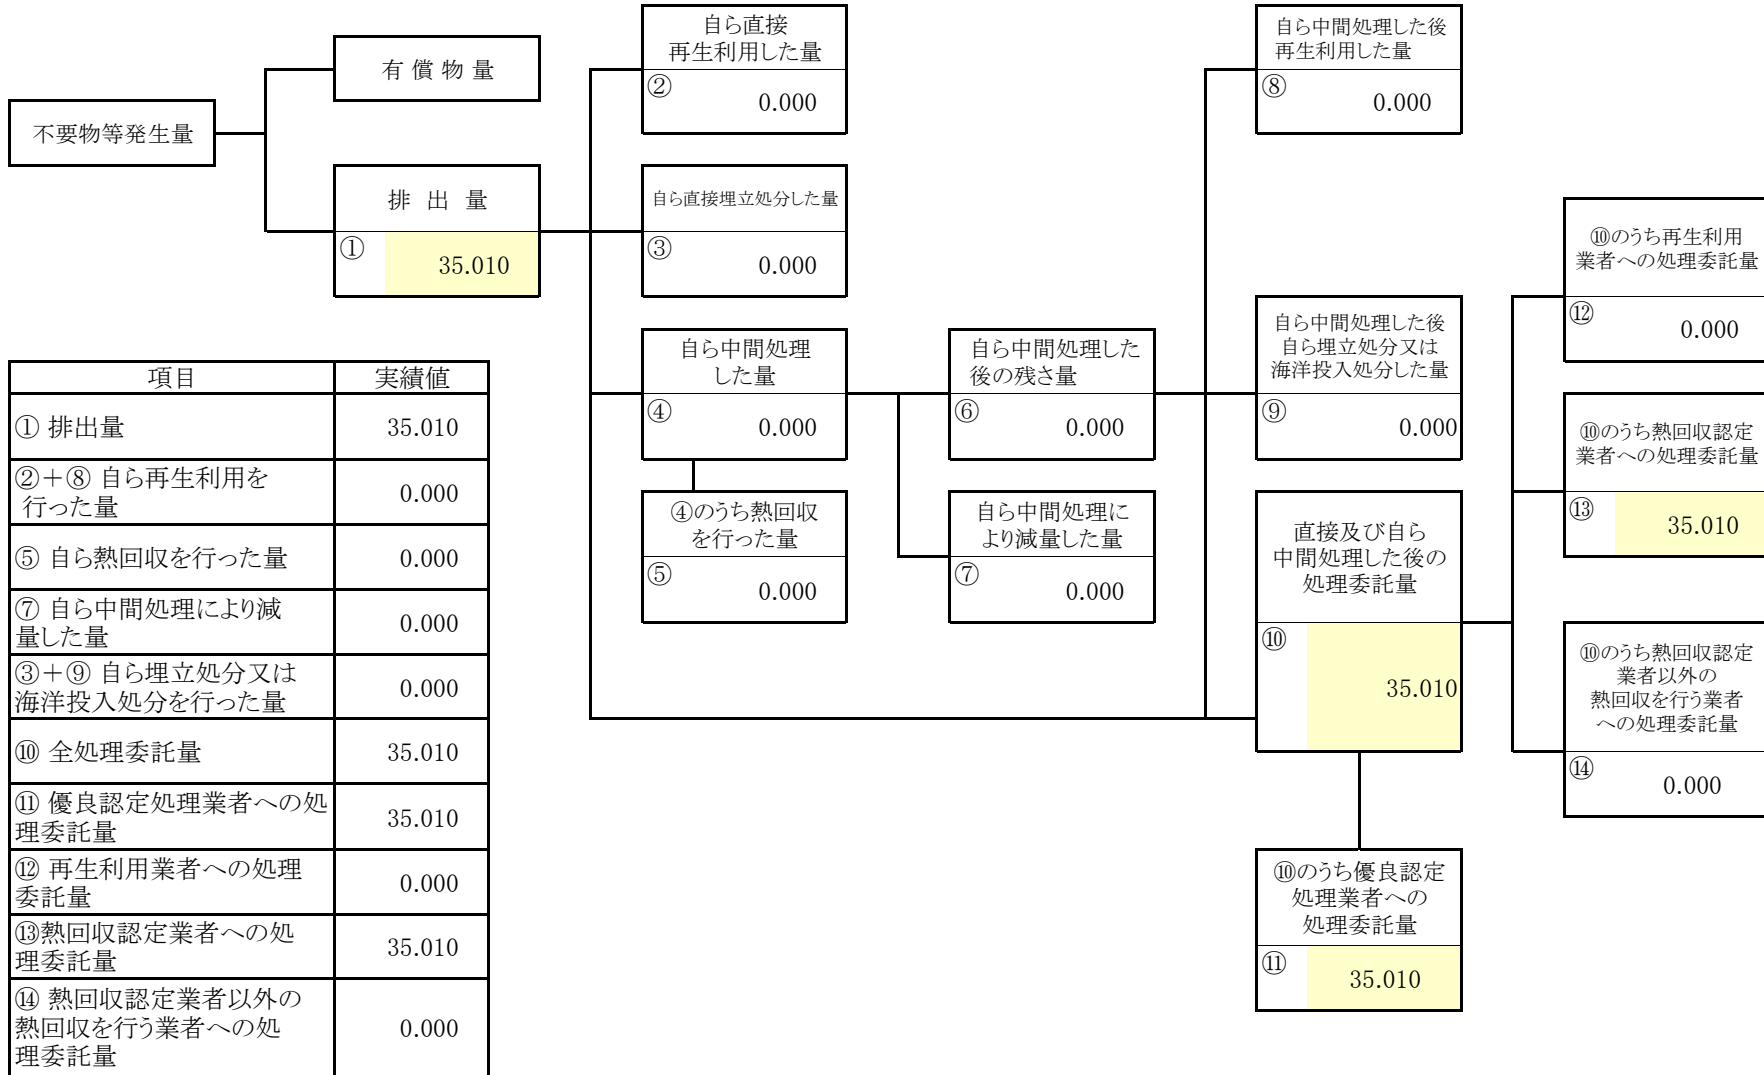 不要物等発生量
有 償 物 量
排 出 量
①
35.010
自ら直接
再生利用した量
②
0.000
自ら直接埋立処分した量
③
0.000
自ら中間処理
した量
④
0.000
④のうち熱回収
を行った量
⑤
0.000
自ら中間処理した
後の残さ量
⑥
0.000
自ら中間処理に
より減量した量
⑦
0.000
自ら中間処理した後
再生利用した量
⑧
0.000
自ら中間処理した後
自ら埋立処分又は
海洋投入処分した量
⑨
0.000
直接及び自ら
中間処理した後の
処理委託量
⑩
35.010
⑩のうち優良認定
処理業者への
処理委託量
⑪
35.010
⑩のうち再生利用
業者への処理委託量
⑫
0.000
⑩のうち熱回収認定
業者への処理委託量
⑬
35.010
⑩のうち熱回収認定
業者以外の
熱回収を行う業者
への処理委託量
⑭
0.000
項目 実績値
① 排出量 35.010
②＋⑧ 自ら再生利用を
行った量 0.000
⑤ 自ら熱回収を行った量 0.000
⑦ 自ら中間処理により減
量した量 0.000
③＋⑨ 自ら埋立処分又は
海洋投入処分を行った量 0.000
⑩ 全処理委託量 35.010
⑪ 優良認定処理業者への処
理委託量 35.010
⑫ 再生利用業者への処理
委託量 0.000
⑬熱回収認定業者への処
理委託量 35.010
⑭ 熱回収認定業者以外の
熱回収を行う業者への処
理委託量 0.000